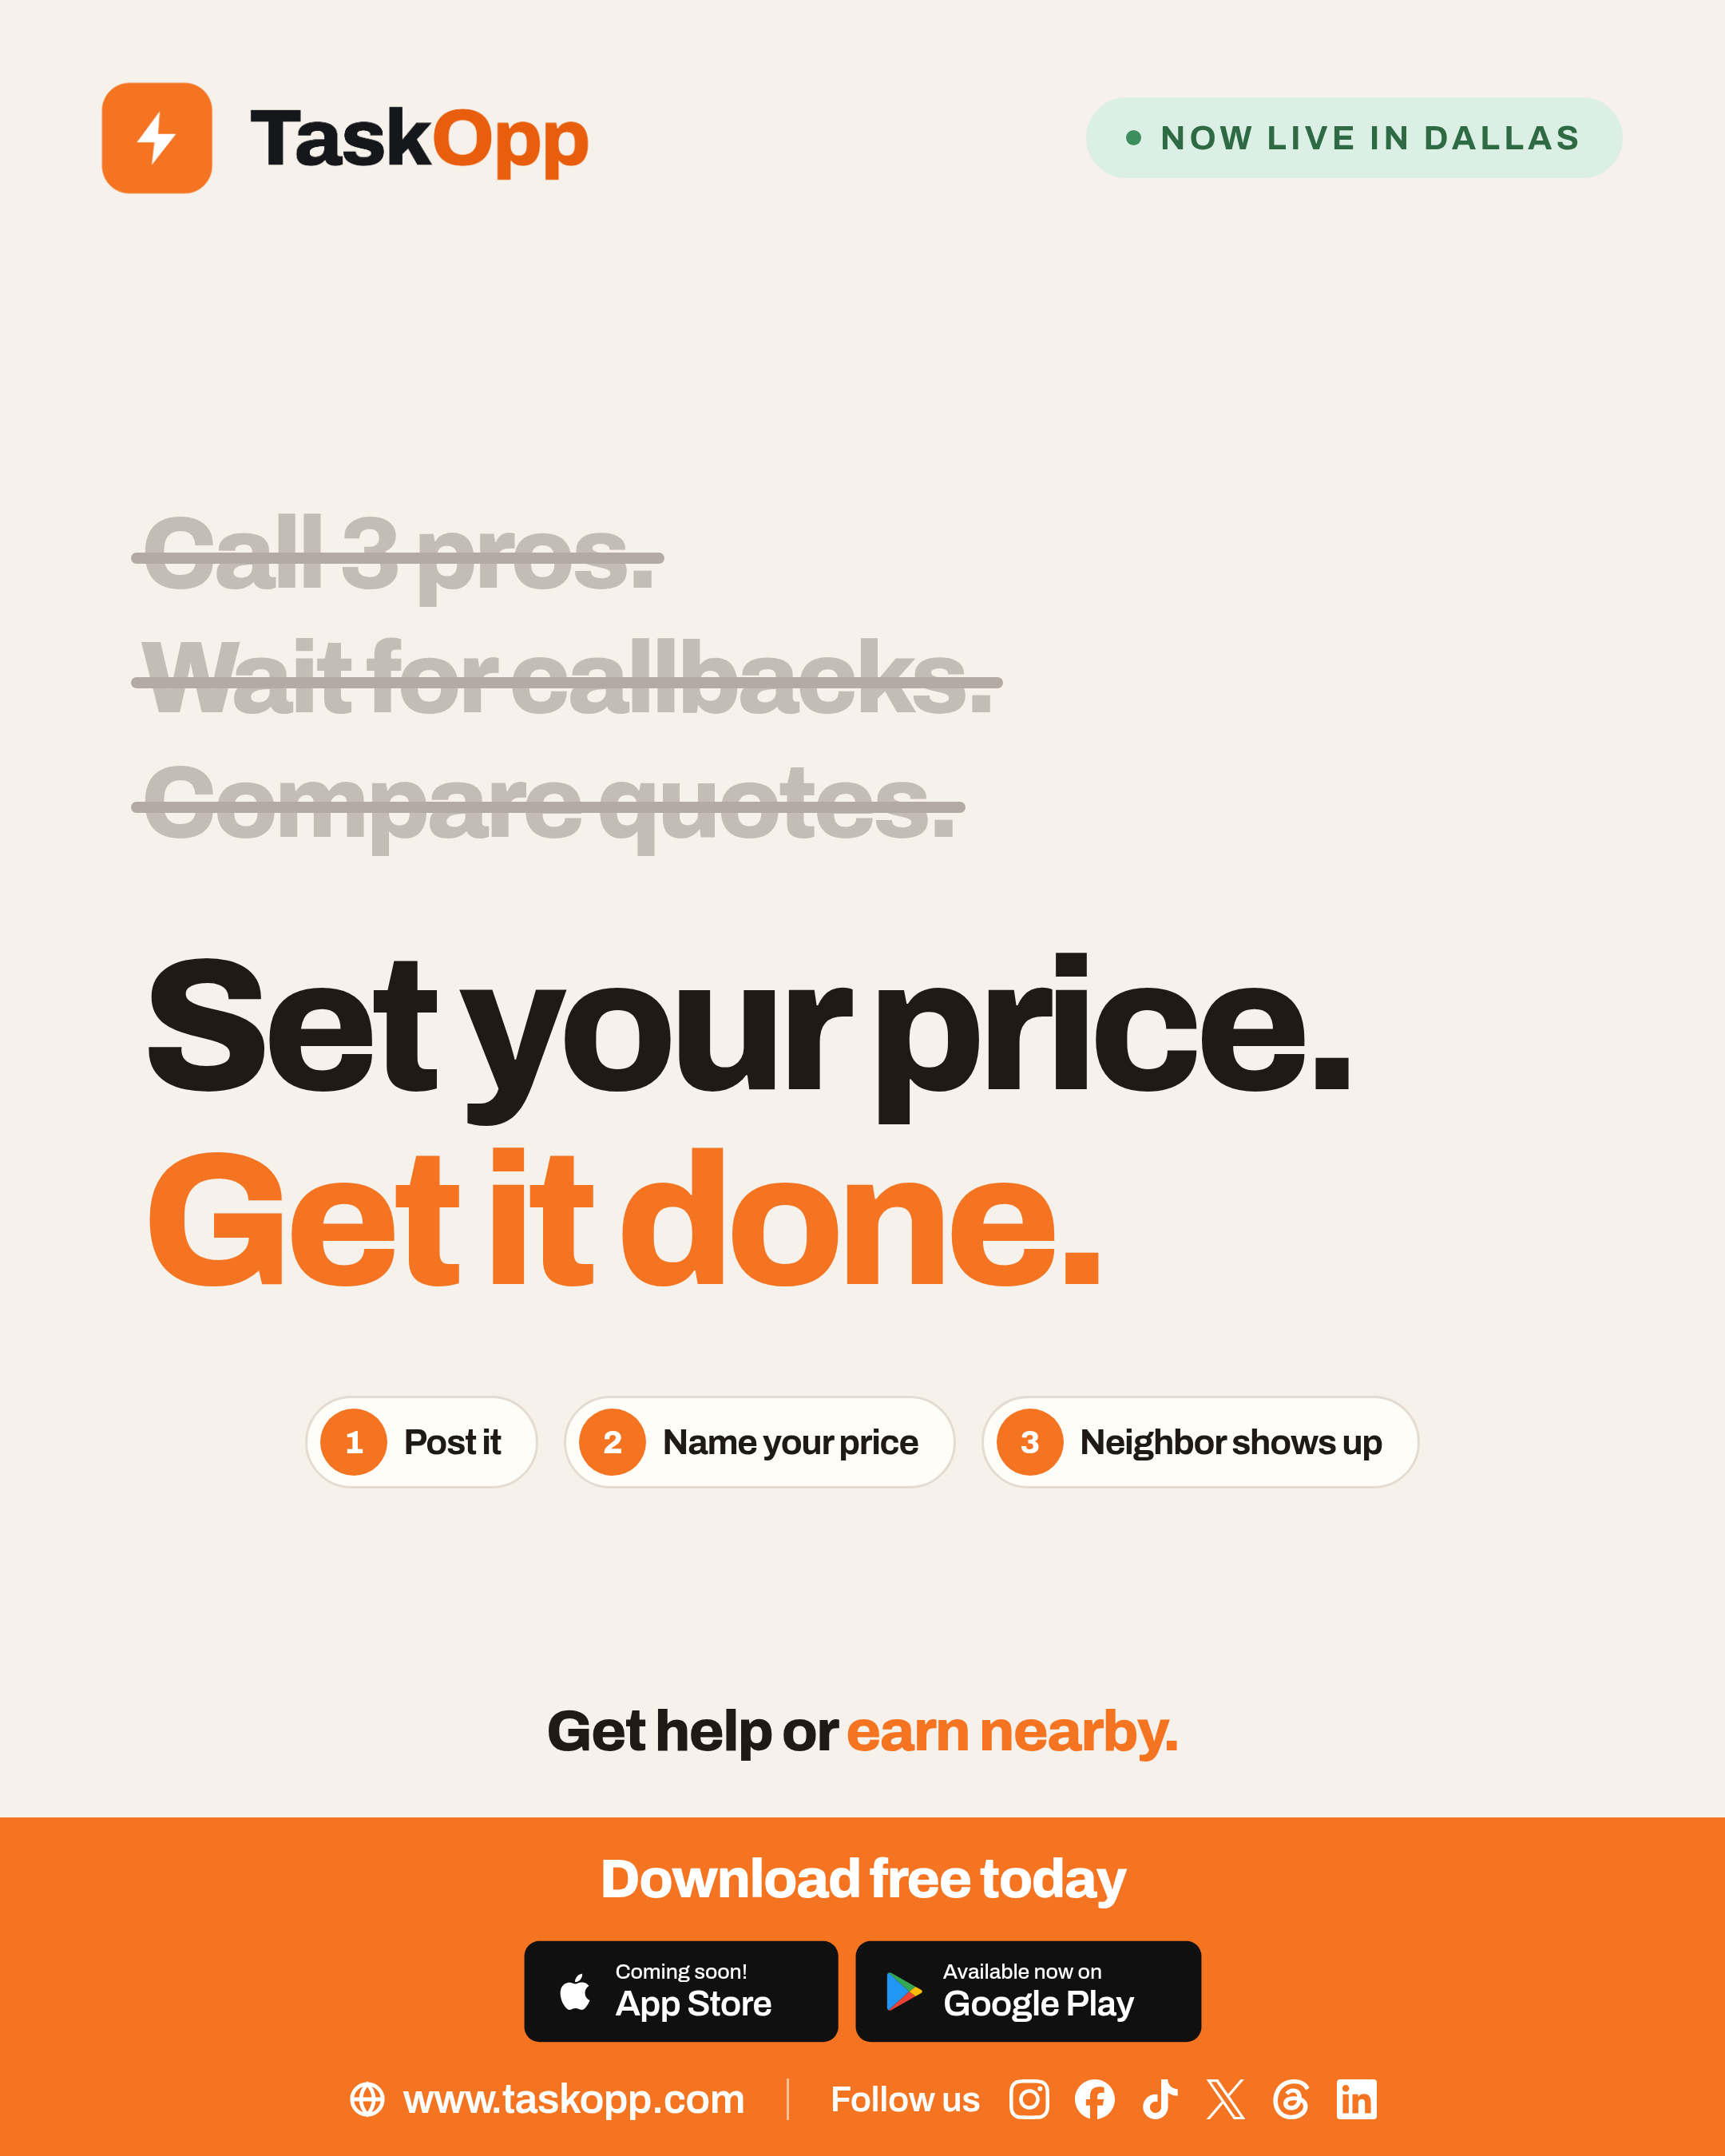 TaskOpp
NOW LIVE IN DALLAS
Call 3 pros.
Wait for callbacks.
Compare quotes.
Set your price.
Get it done.
1 Post it
2 Name your price
3 Neighbor shows up
Get help or earn nearby.
Download free today
Coming soon!
App Store
Available now on
Google Play
www.taskopp.com
Follow us